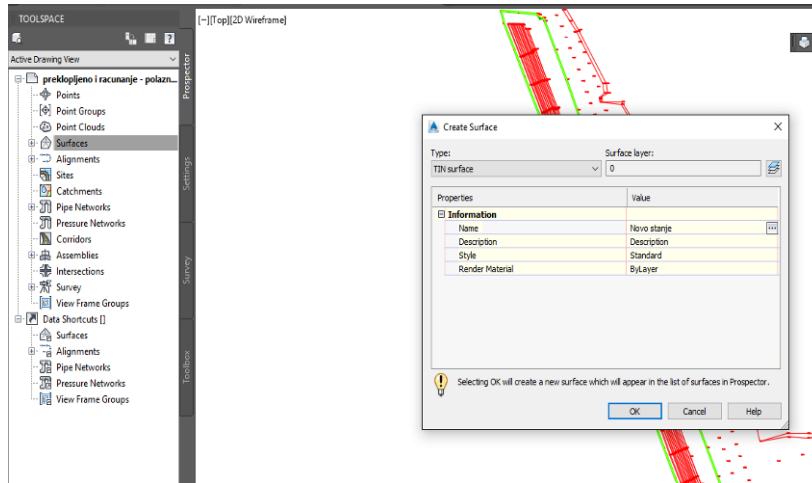 TOOLSPACE
Active Drawing View
preklopljeno i racunanje - polazn...
Points
Point Groups
Point Clouds
Surfaces
Alignments
Sites
Catchments
Pipe Networks
Pressure Networks
Corridors
Assemblies
Intersections
Survey
View Frame Groups
Data Shortcuts []
Surfaces
Alignments
Pipe Networks
Pressure Networks
View Frame Groups
Prospector
Settings
Survey
Toolbox
[−][Top][2D Wireframe]
Create Surface
Type:
Surface layer:
TIN surface
0
Properties
Value
Information
Name
Novo stanje
Description
Description
Style
Standard
Render Material
ByLayer
Selecting OK will create a new surface which will appear in the list of surfaces in Prospector.
OK
Cancel
Help